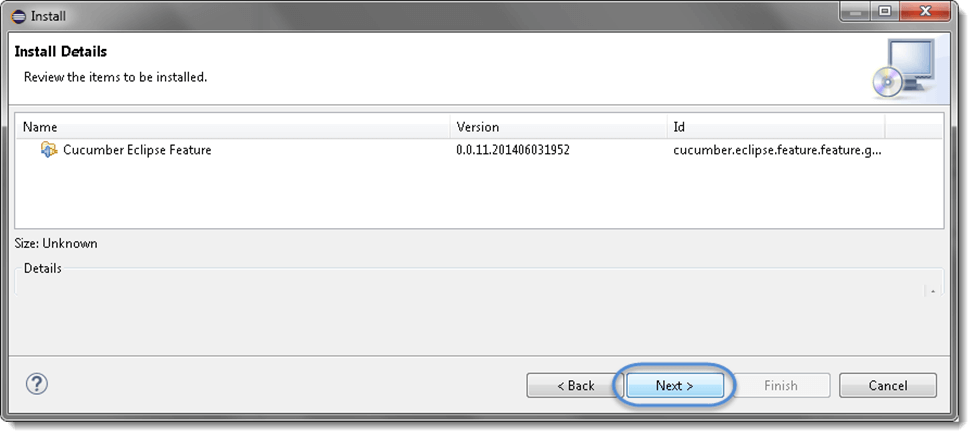 Install
Install Details
Review the items to be installed.
Name Version Id
Cucumber Eclipse Feature 0.0.11.201406031952 cucumber.eclipse.feature.feature.g...
Size: Unknown
Details
? < Back Next > Finish Cancel